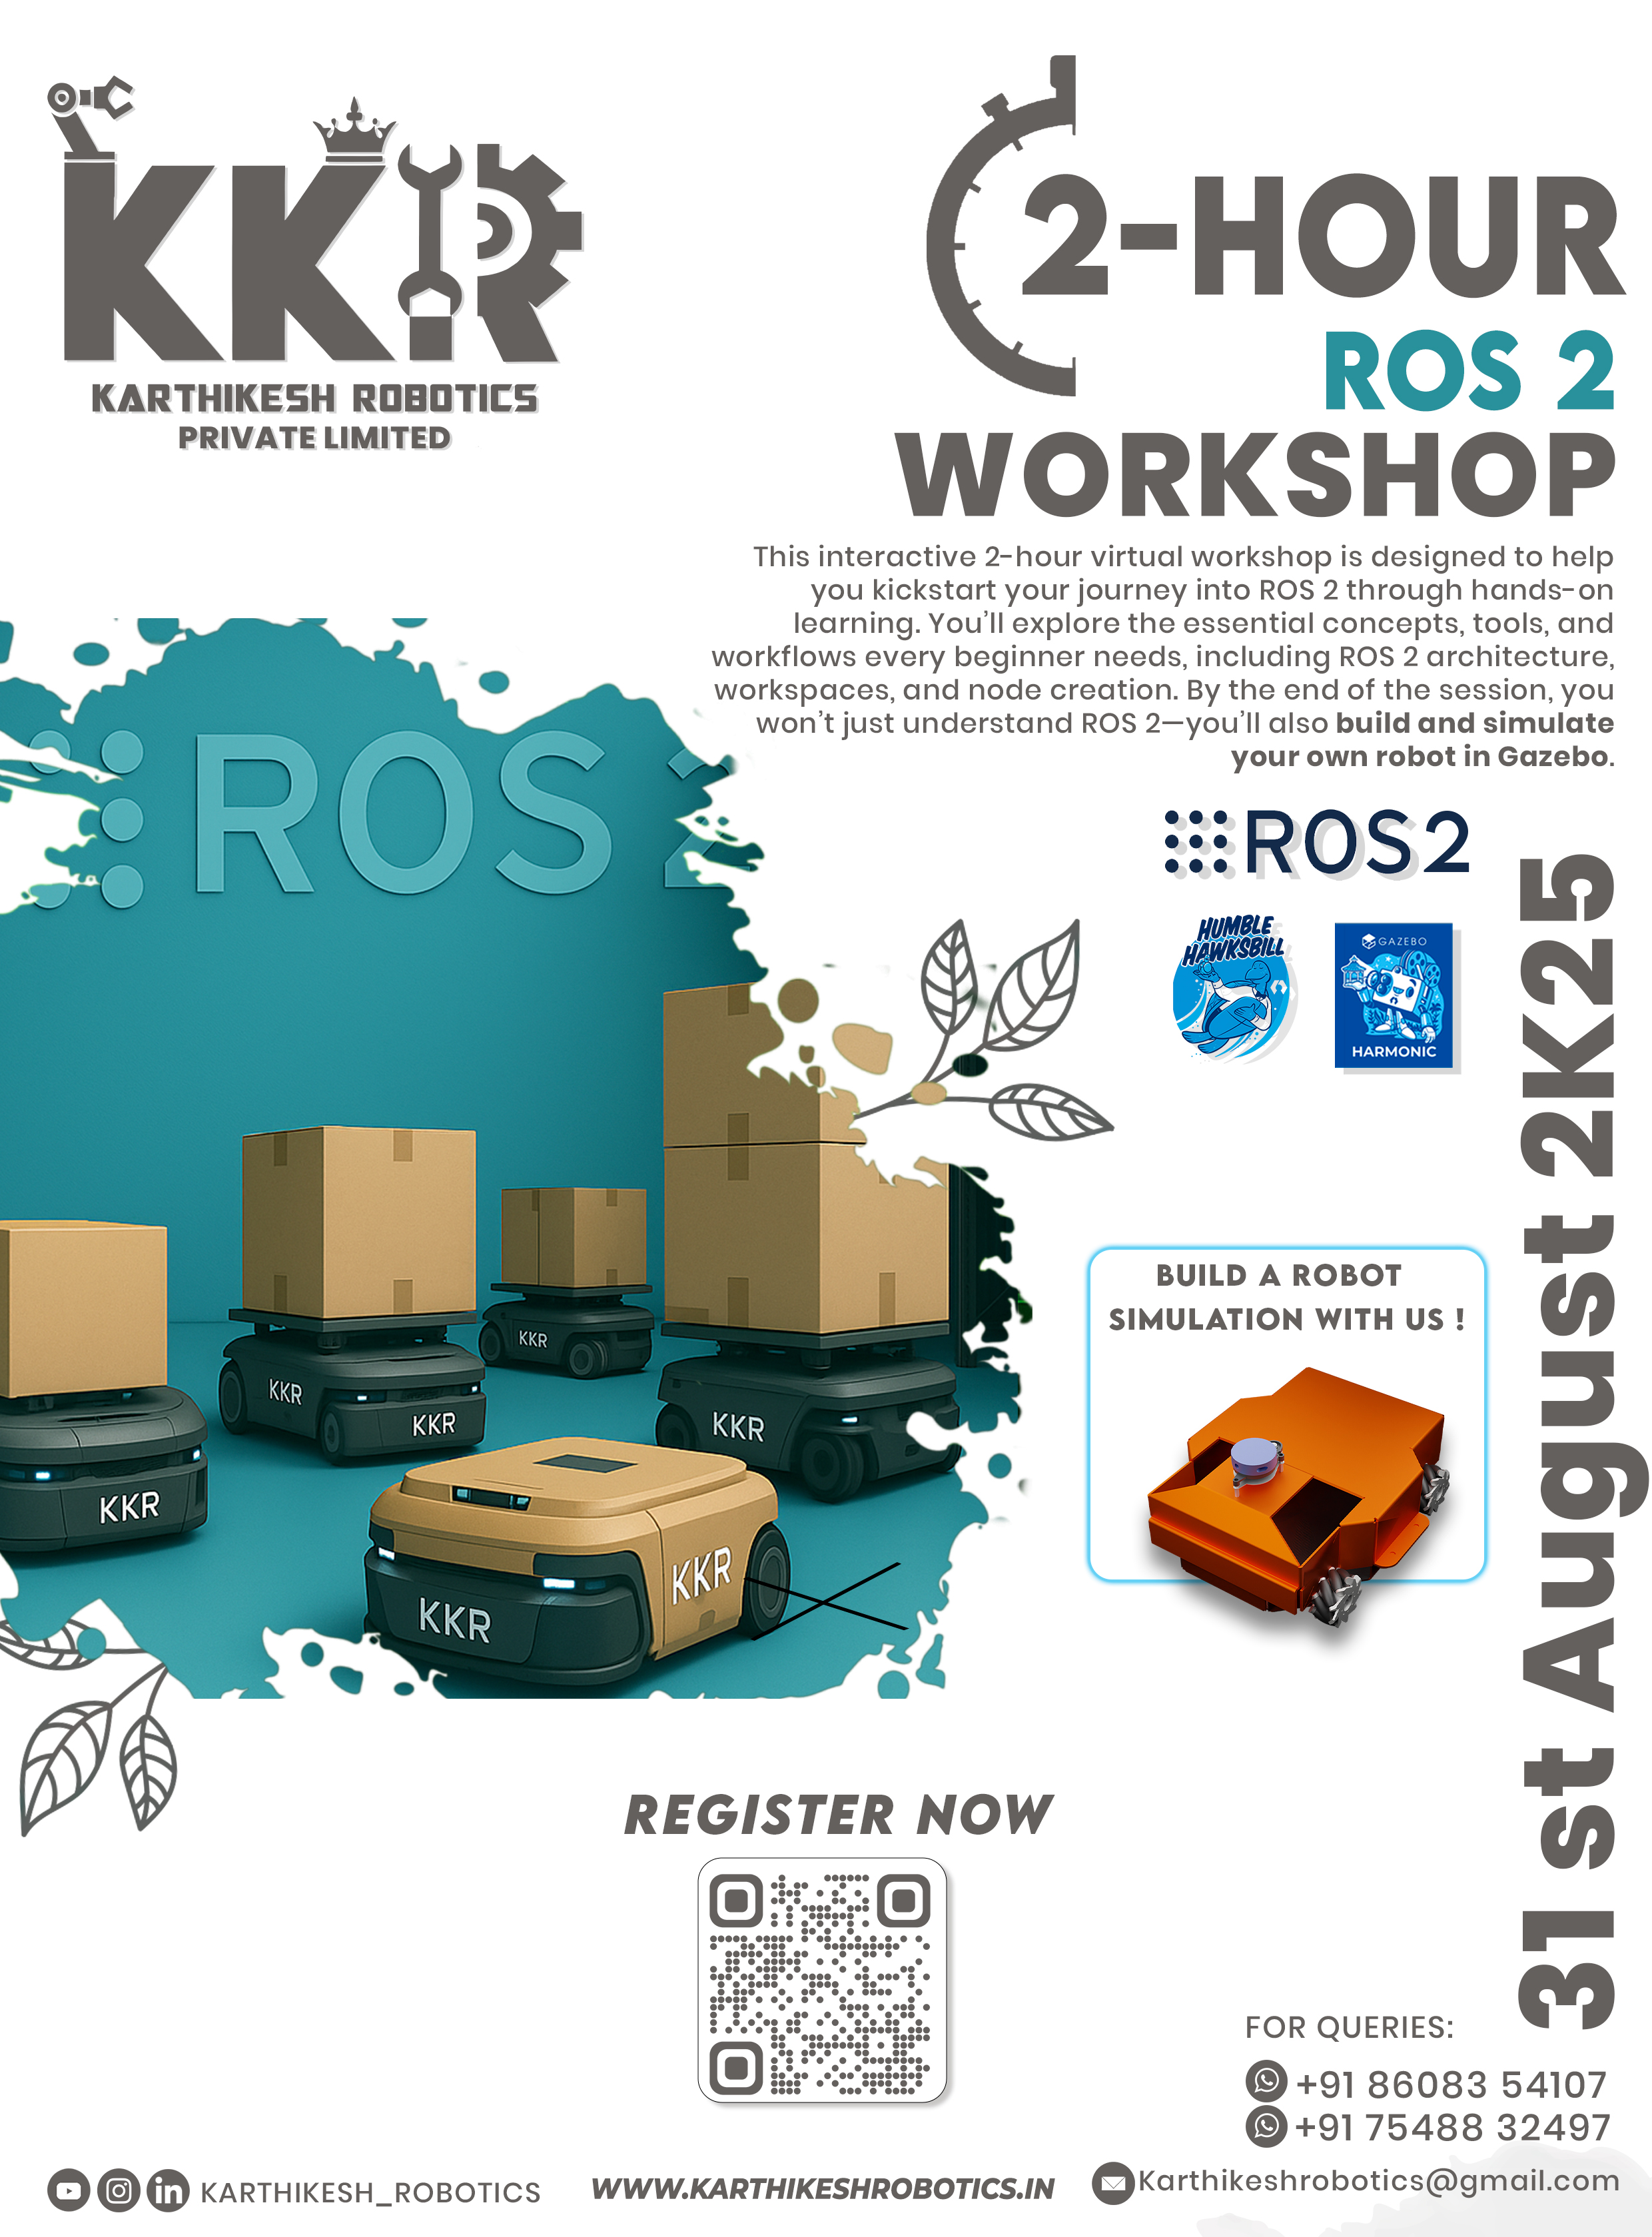 KKR
KARTHIKESH ROBOTICS
PRIVATE LIMITED
2-HOUR
ROS 2
WORKSHOP
This interactive 2-hour virtual workshop is designed to help
you kickstart your journey into ROS 2 through hands-on
learning. You'll explore the essential concepts, tools, and
workflows every beginner needs, including ROS 2 architecture,
workspaces, and node creation. By the end of the session, you
won't just understand ROS 2—you'll also build and simulate
your own robot in Gazebo.
ROS 2
ROS 2
HUMBLE
HAWKSBILL
GAZEBO
HARMONIC
31 st August 2K25
BUILD A ROBOT
SIMULATION WITH US !
KKR
KKR
KKR
KKR
KKR
KKR
KKR
REGISTER NOW
FOR QUERIES:
+91 86083 54107
+91 75488 32497
KARTHIKESH_ROBOTICS
WWW.KARTHIKESHROBOTICS.IN
Karthikeshrobotics@gmail.com